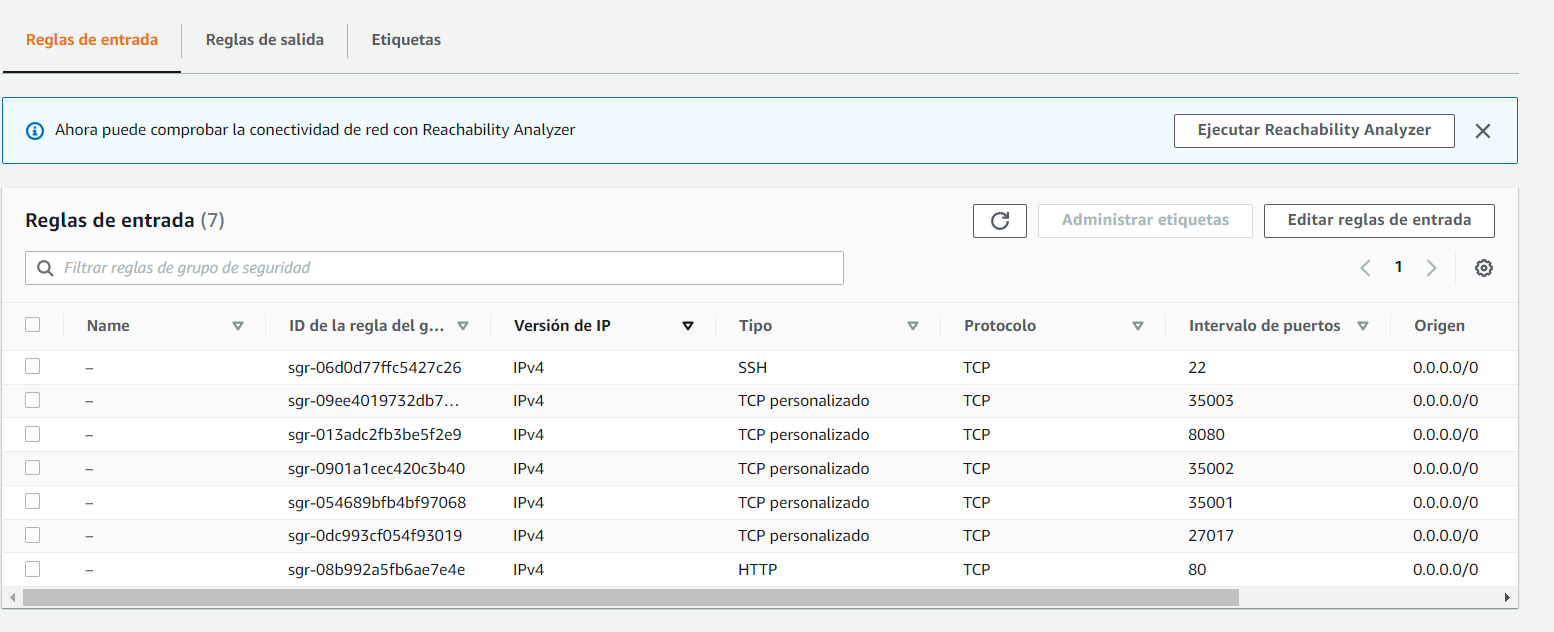 Reglas de entrada Reglas de salida Etiquetas
Ahora puede comprobar la conectividad de red con Reachability Analyzer Ejecutar Reachability Analyzer
Reglas de entrada (7) Administrar etiquetas Editar reglas de entrada
Filtrar reglas de grupo de seguridad 1
Name ID de la regla del g... Versión de IP Tipo Protocolo Intervalo de puertos Origen
– sgr-06d0d77ffc5427c26 IPv4 SSH TCP 22 0.0.0.0/0
– sgr-09ee4019732db7... IPv4 TCP personalizado TCP 35003 0.0.0.0/0
– sgr-013adc2fb3be5f2e9 IPv4 TCP personalizado TCP 8080 0.0.0.0/0
– sgr-0901a1cec420c3b40 IPv4 TCP personalizado TCP 35002 0.0.0.0/0
– sgr-054689bfb4bf97068 IPv4 TCP personalizado TCP 35001 0.0.0.0/0
– sgr-0dc993cf054f93019 IPv4 TCP personalizado TCP 27017 0.0.0.0/0
– sgr-08b992a5fb6ae7e4e IPv4 HTTP TCP 80 0.0.0.0/0